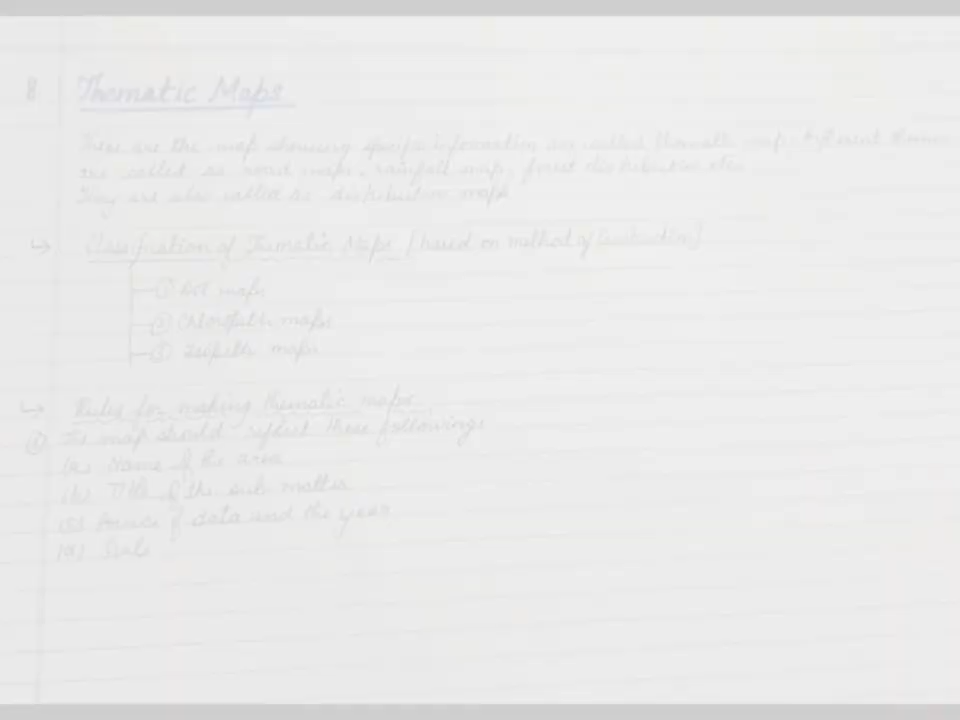 8 Thematic Maps
These are the map showing specific information are called thematic map. different themes
are called as road maps, rainfall map, forest distribution etc.
They are also called as distribution maps
↳ Classification of Thematic Maps [based on method of construction]
① Dot maps
② Chloropleth maps
③ Isopleth maps
↳ Rules for making thematic maps
① The map should reflect these followings
(a) Name of the area
(b) Title of the sub matter
(c) Source of data and the year
(d) Scale